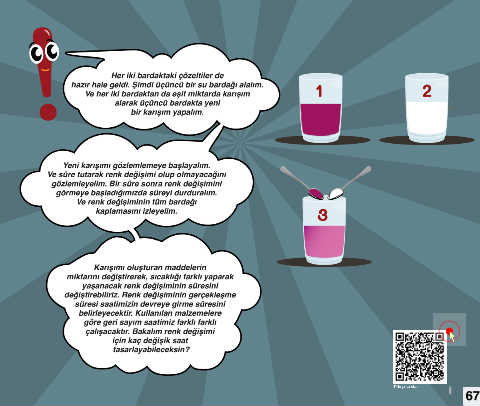 Her iki bardaktaki çözeltiler de
hazır hale geldi. Şimdi üçüncü bir su bardağı alalım.
Ve her iki bardaktan da eşit miktarda karışım
alarak üçüncü bardakta yeni
bir karışım yapalım.
1
2
Yeni karışımı gözlemlemeye başlayalım.
Ve süre tutarak renk değişimi olup olmayacağını
gözlemleyelim. Bir süre sonra renk değişimini
görmeye başladığımızda süreyi durduralım.
Ve renk değişiminin tüm bardağı
kaplamasını izleyelim.
3
Karışımı oluşturan maddelerin
miktarını değiştirerek, sıcaklığı farklı yaparak
yaşanacak renk değişiminin süresini
değiştirebiliriz. Renk değişiminin gerçekleşme
süresi saatimizin devreye girme süresini
belirleyecektir. Kullanılan malzemelere
göre geri sayım saatimiz farklı farklı
çalışacaktır. Bakalım renk değişimi
için kaç değişik saat
tasarlayabileceksin?
67